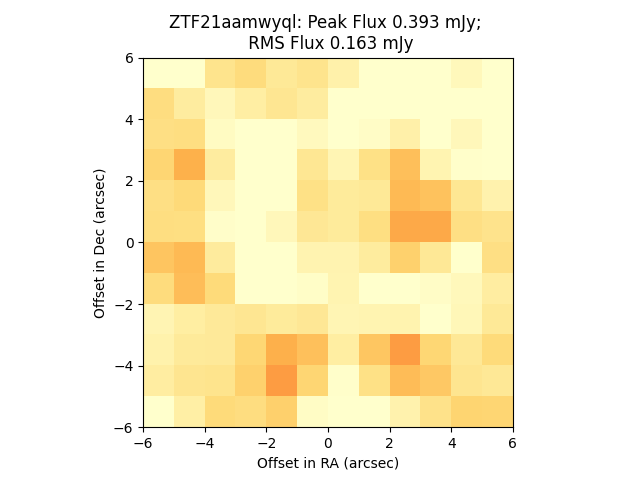 ZTF21aamwyql: Peak Flux 0.393 mJy;
RMS Flux 0.163 mJy
6
4
2
0
−2
−4
−6
Offset in Dec (arcsec)
−6 −4 −2 0 2 4 6
Offset in RA (arcsec)